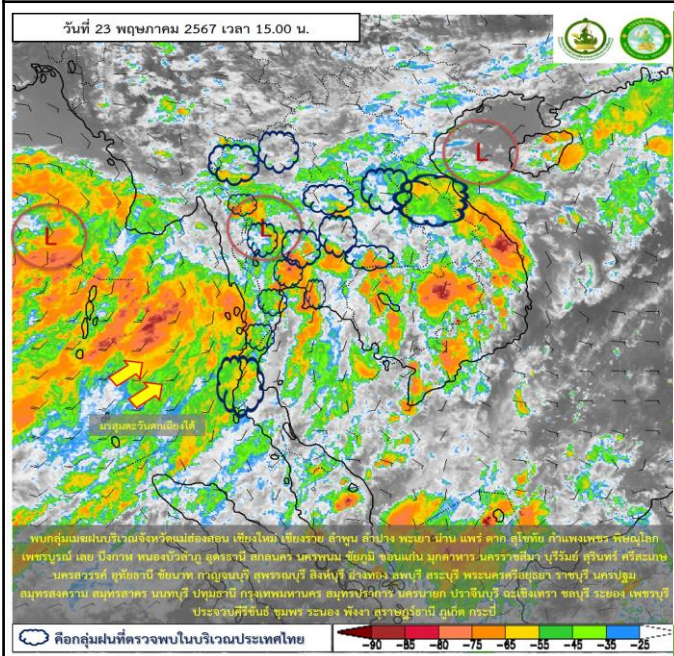 วันที่ 23 พฤษภาคม 2567 เวลา 15.00 น.
L
L
L
มรสุมตะวันตกเฉียงใต้
พบกลุ่มเมฆฝนบริเวณจังหวัดแม่ฮ่องสอน เชียงใหม่ เชียงราย ลำพูน ลำปาง พะเยา น่าน แพร่ ตาก สุโขทัย กำแพงเพชร พิษณุโลก
เพชรบูรณ์ เลย บึงกาฬ หนองบัวลำภู อุดรธานี สกลนคร นครพนม ชัยภูมิ ขอนแก่น มุกดาหาร นครราชสีมา บุรีรัมย์ สุรินทร์ ศรีสะเกษ
นครสวรรค์ อุทัยธานี ชัยนาท กาญจนบุรี สุพรรณบุรี สิงห์บุรี อ่างทอง ลพบุรี สระบุรี พระนครศรีอยุธยา ราชบุรี นครปฐม
สมุทรสงคราม สมุทรสาคร นนทบุรี ปทุมธานี กรุงเทพมหานคร สมุทรปราการ นครนายก ปราจีนบุรี ฉะเชิงเทรา ชลบุรี ระยอง เพชรบุรี
ประจวบคีรีขันธ์ ชุมพร ระนอง พังงา สุราษฎร์ธานี ภูเก็ต กระบี่
คือกลุ่มฝนที่ตรวจพบในบริเวณประเทศไทย
-90 -85 -80 -75 -65 -55 -45 -35 -25